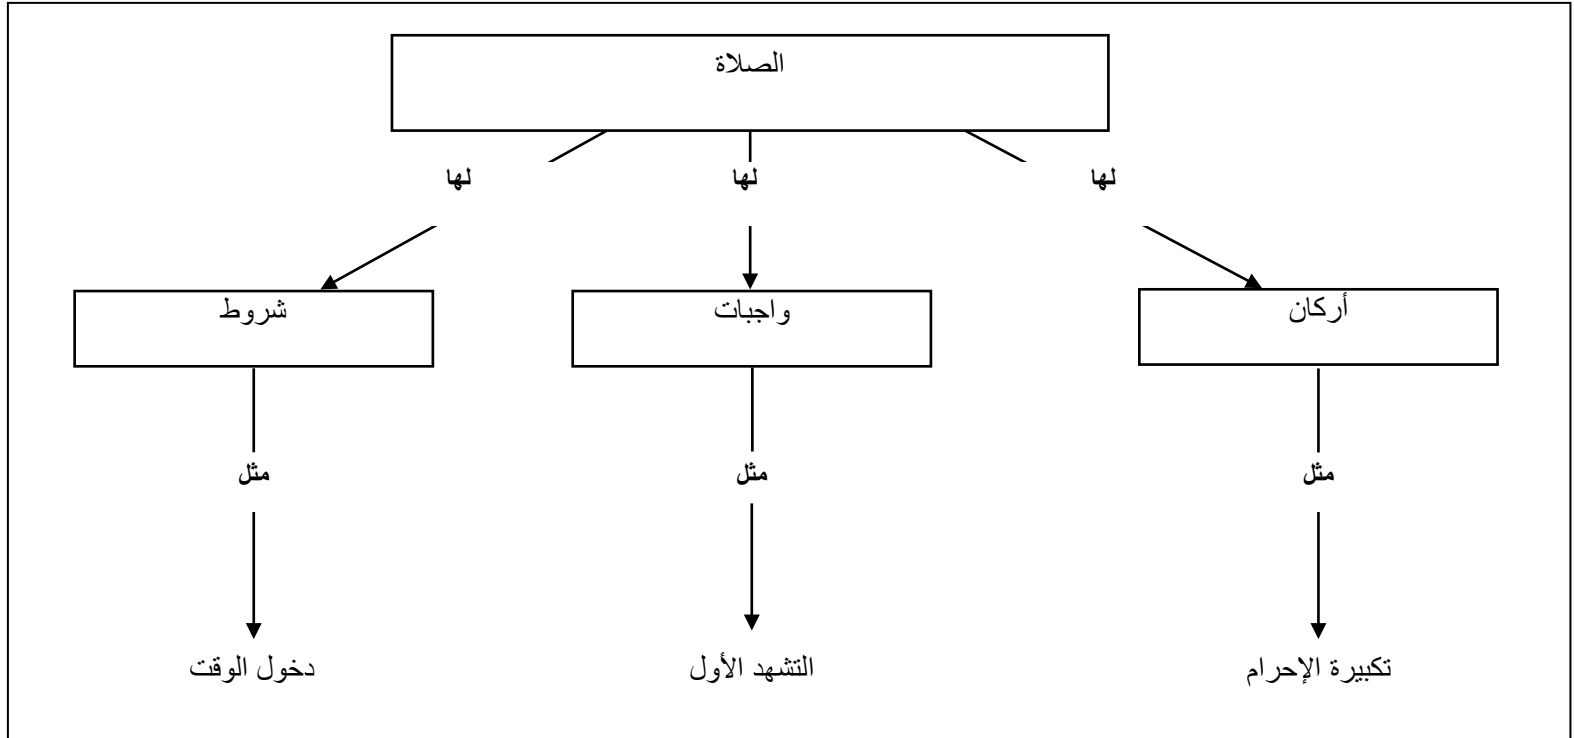 الصلاة
لها لها لها
أركان واجبات شروط
مثل مثل مثل
تكبيرة الإحرام التشهد الأول دخول الوقت